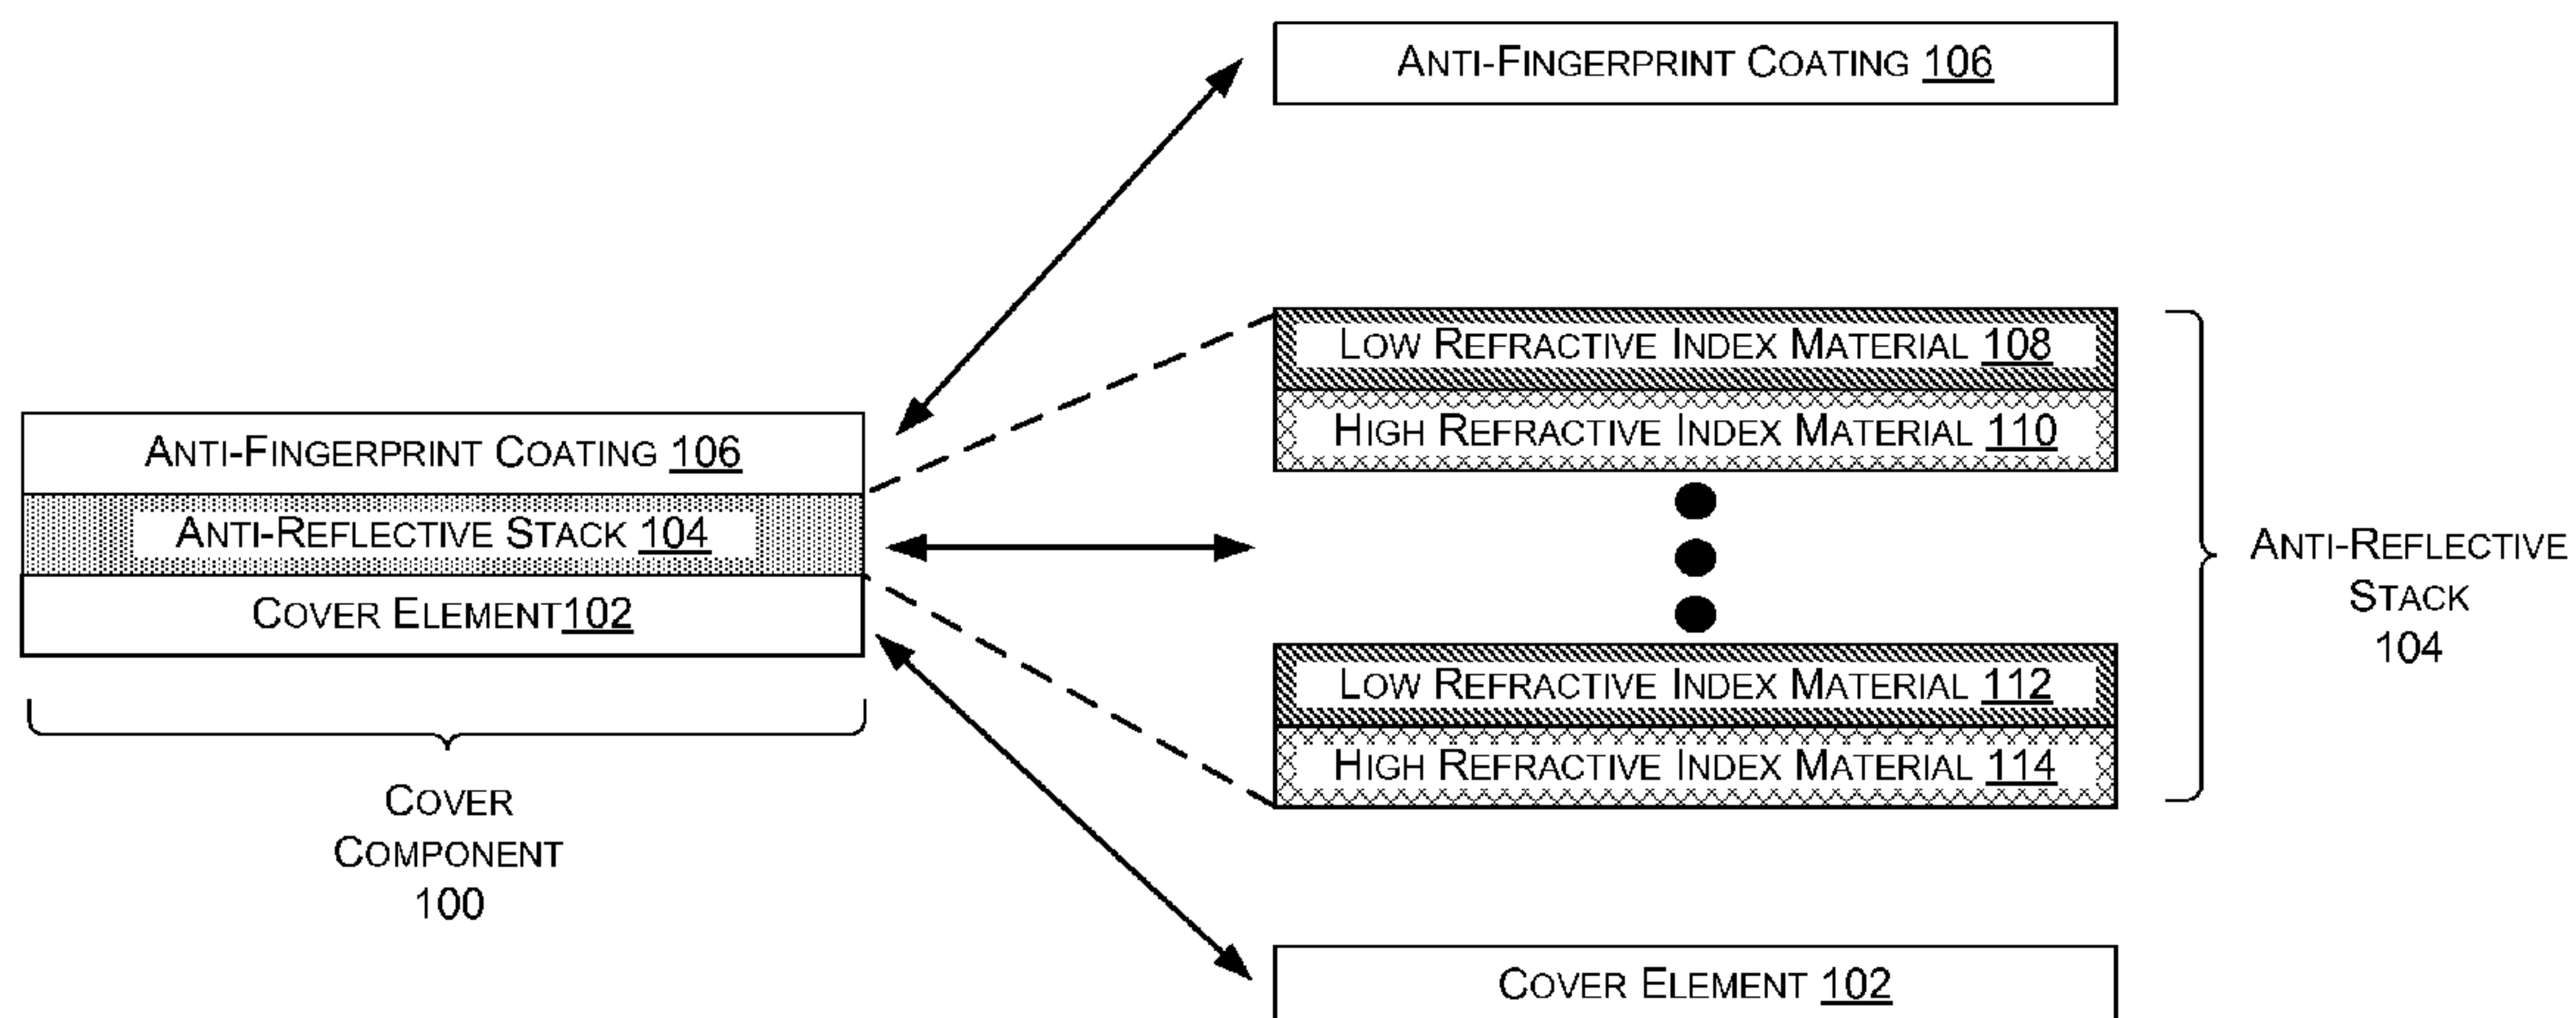 ANTI-FINGERPRINT COATING 106
LOW REFRACTIVE INDEX MATERIAL 108
HIGH REFRACTIVE INDEX MATERIAL 110
ANTI-FINGERPRINT COATING 106
ANTI-REFLECTIVE STACK 104
COVER ELEMENT102
ANTI-REFLECTIVE
STACK
104
LOW REFRACTIVE INDEX MATERIAL 112
HIGH REFRACTIVE INDEX MATERIAL 114
COVER
COMPONENT
100
COVER ELEMENT 102